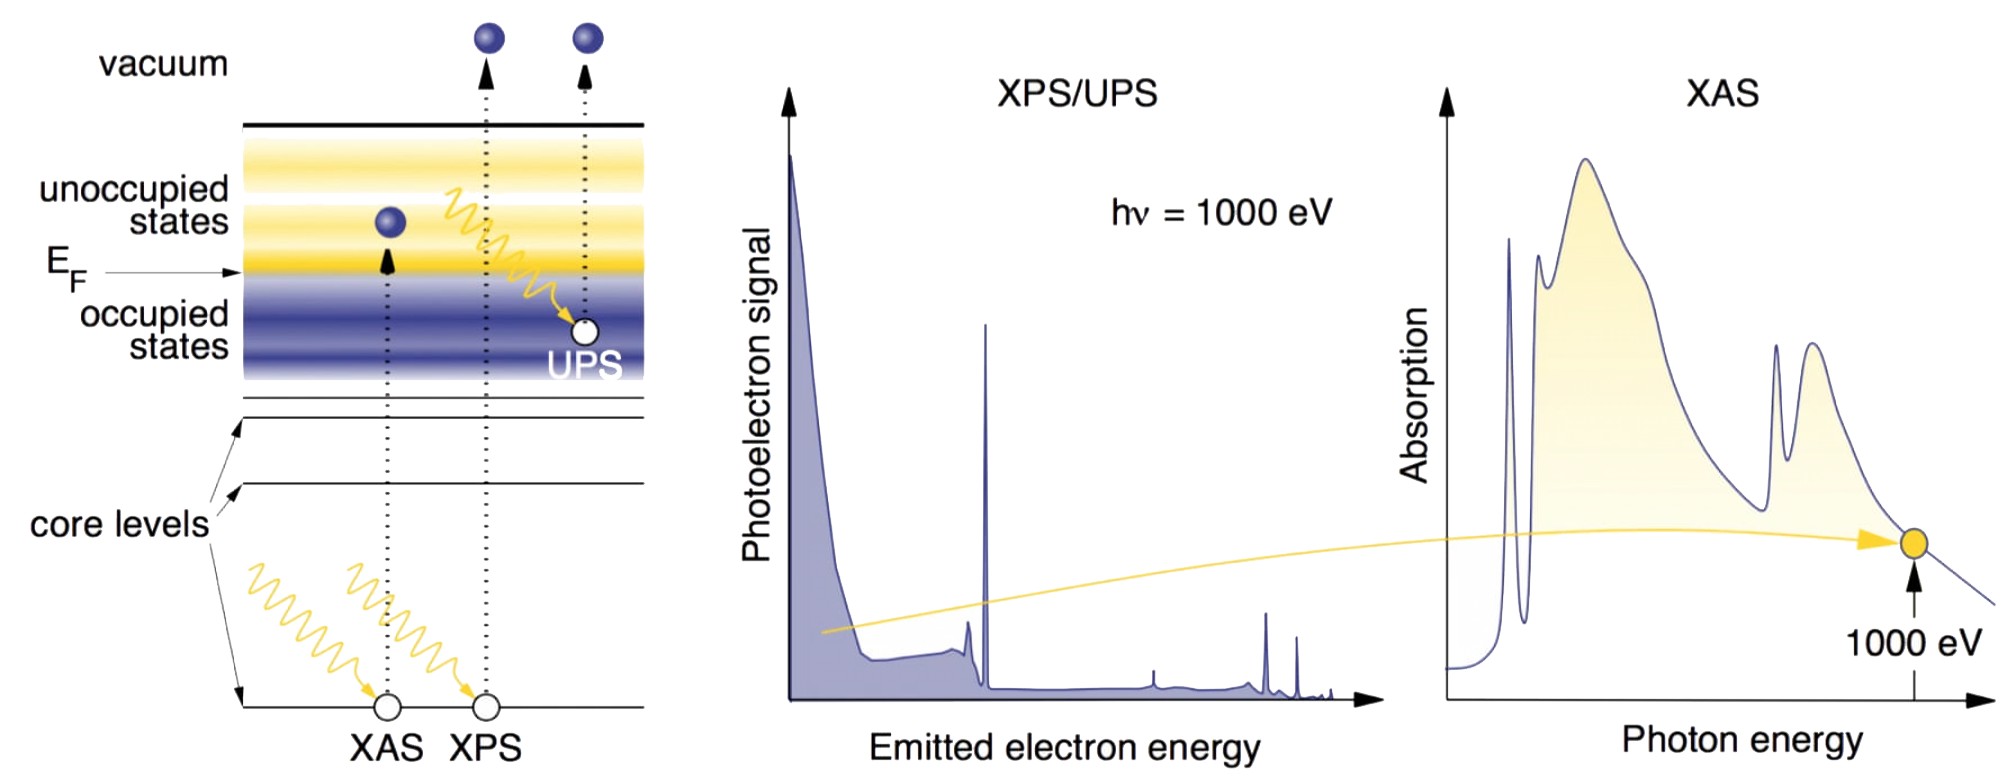 vacuum
unoccupied
states
E_F
occupied
states
UPS
core levels
XAS XPS
XPS/UPS
hν = 1000 eV
Photoelectron signal
Emitted electron energy
XAS
Absorption
1000 eV
Photon energy